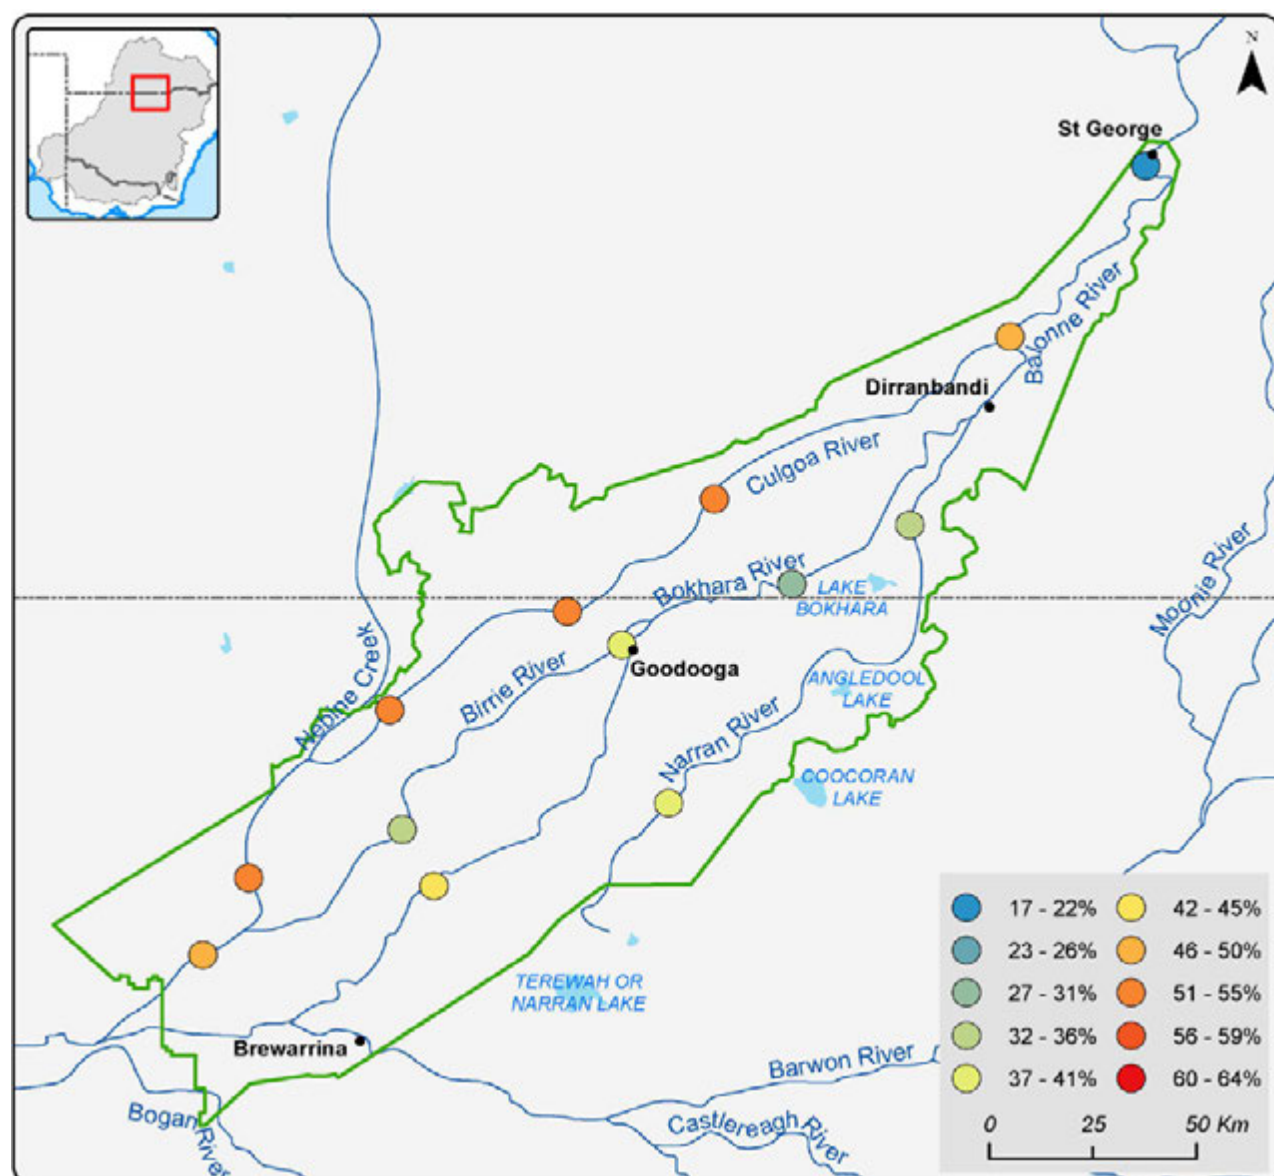 N
St George
Balonne River
Dirranbandi
Culgoa River
Bokhara River
LAKE
BOKHARA
Moonie River
Nebine Creek
Goodooga
Birrie River
ANGLEDOOL
LAKE
Narran River
COOCORAN
LAKE
TEREWAH OR
NARRAN LAKE
Brewarrina
Barwon River
Bogan River
Castlereagh River
17 - 22%
42 - 45%
23 - 26%
46 - 50%
27 - 31%
51 - 55%
32 - 36%
56 - 59%
37 - 41%
60 - 64%
0 25 50 Km